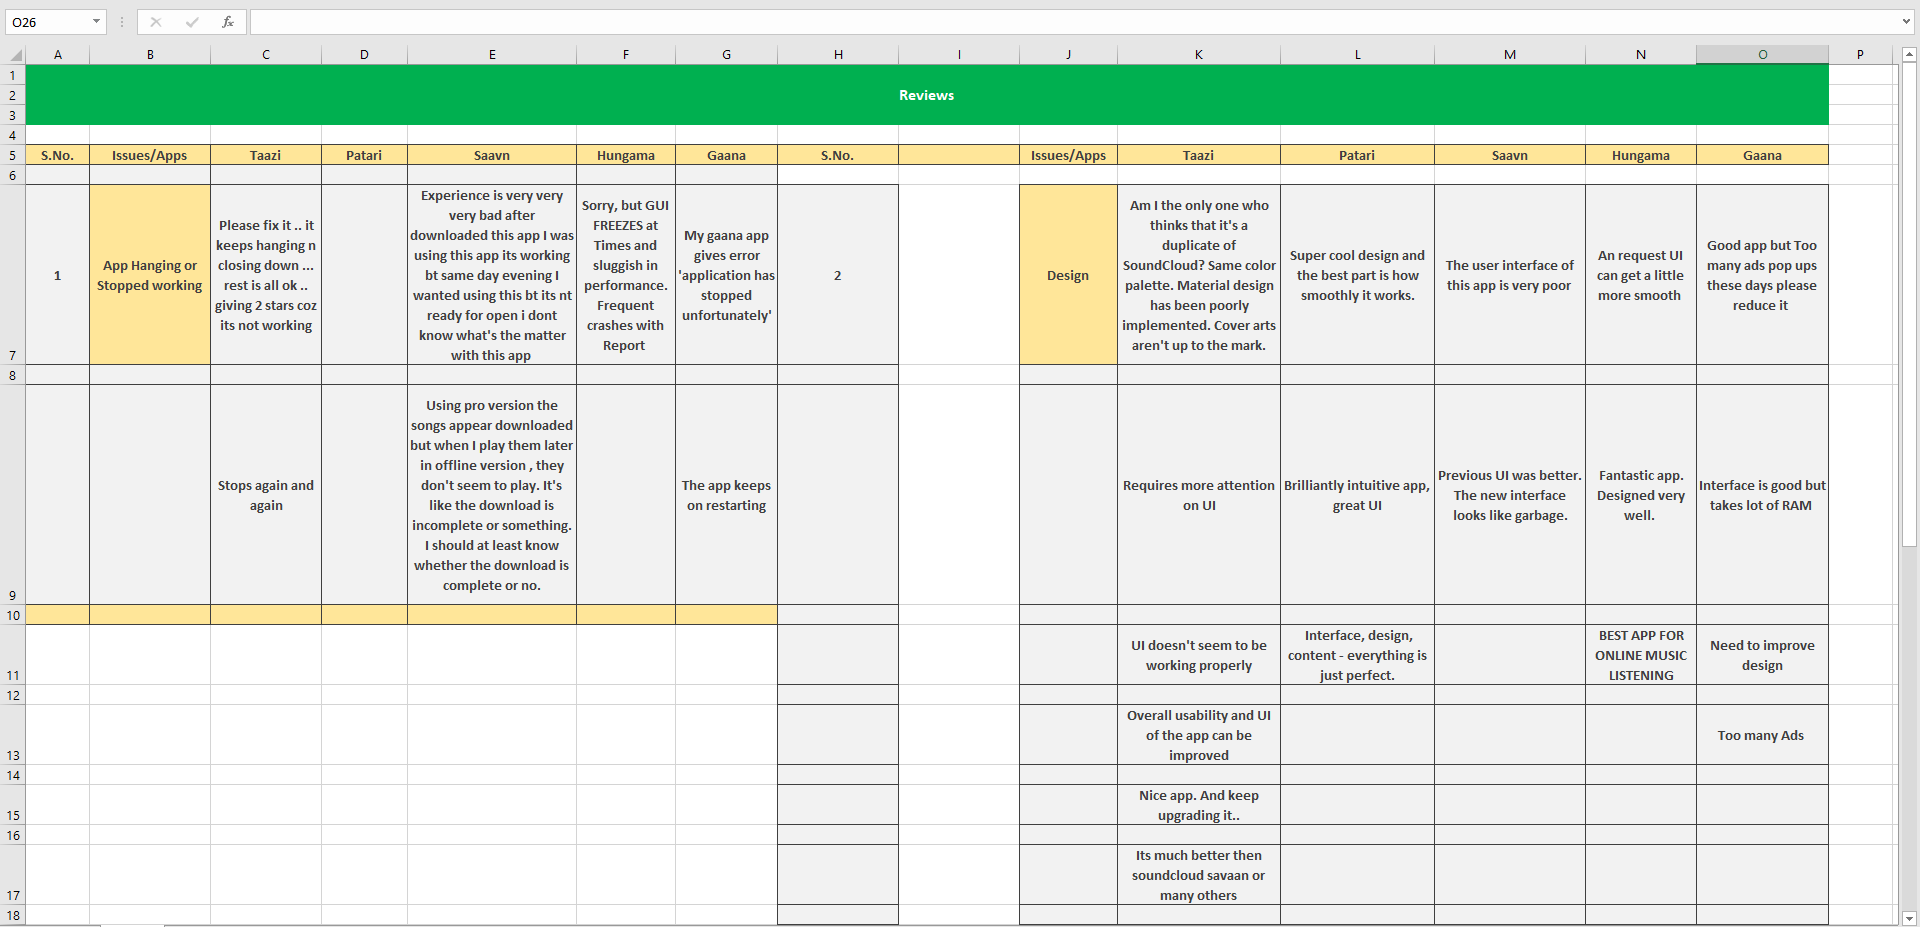 O26
fx
A B C D E F G H I J K L M N O P
1
2 Reviews
3
4
5 S.No. Issues/Apps Taazi Patari Saavn Hungama Gaana S.No. Issues/Apps Taazi Patari Saavn Hungama Gaana
6
7
1
App Hanging or
Stopped working
Please fix it .. it
keeps hanging n
closing down ...
rest is all ok ..
giving 2 stars coz
its not working
Experience is very very
very bad after
downloaded this app I was
using this app its working
bt same day evening I
wanted using this bt its nt
ready for open i dont
know what's the matter
with this app
Sorry, but GUI
FREEZES at
Times and
sluggish in
performance.
Frequent
crashes with
Report
My gaana app
gives error
'application has
stopped
unfortunately'
2
Design
Am I the only one who
thinks that it's a
duplicate of
SoundCloud? Same color
palette. Material design
has been poorly
implemented. Cover arts
aren't up to the mark.
Super cool design and
the best part is how
smoothly it works.
The user interface of
this app is very poor
An request UI
can get a little
more smooth
Good app but Too
many ads pop ups
these days please
reduce it
8
9
Stops again and
again
Using pro version the
songs appear downloaded
but when I play them later
in offline version , they
don't seem to play. It's
like the download is
incomplete or something.
I should at least know
whether the download is
complete or no.
The app keeps
on restarting
Requires more attention
on UI
Brilliantly intuitive app,
great UI
Previous UI was better.
The new interface
looks like garbage.
Fantastic app.
Designed very
well.
Interface is good but
takes lot of RAM
10
11
UI doesn't seem to be
working properly
Interface, design,
content - everything is
just perfect.
BEST APP FOR
ONLINE MUSIC
LISTENING
Need to improve
design
12
13
Overall usability and UI
of the app can be
improved
Too many Ads
14
15
Nice app. And keep
upgrading it..
16
17
Its much better then
soundcloud savaan or
many others
18